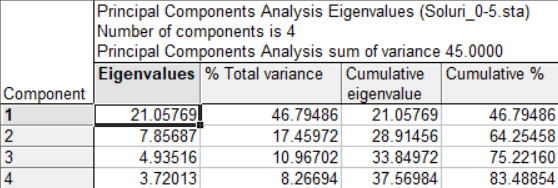 Principal Components Analysis Eigenvalues (Soluri_0-5.sta)
Number of components is 4
Principal Components Analysis sum of variance 45.0000
Component Eigenvalues % Total variance Cumulative eigenvalue Cumulative %
1 21.05769 46.79486 21.05769 46.79486
2 7.85687 17.45972 28.91456 64.25458
3 4.93516 10.96702 33.84972 75.22160
4 3.72013 8.26694 37.56984 83.48854